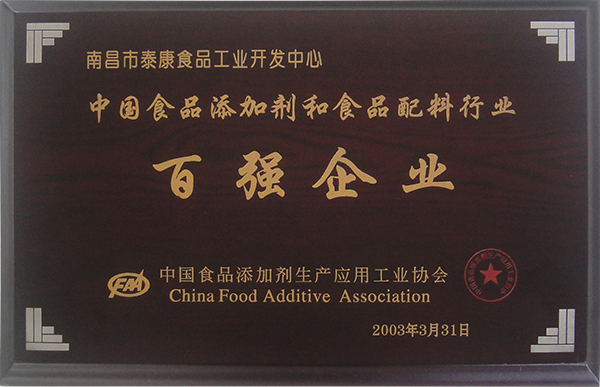 南昌市泰康食品工业开发中心
中国食品添加剂和食品配料行业
百强企业
FAA
中国食品添加剂生产应用工业协会
China Food Additive Association
2003年3月31日